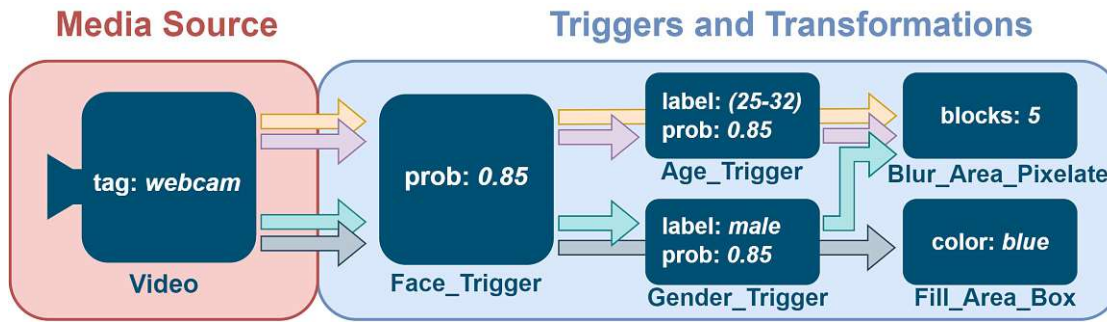 Media Source
Triggers and Transformations
tag: webcam
Video
prob: 0.85
Face_Trigger
label: (25-32)
prob: 0.85
Age_Trigger
label: male
prob: 0.85
Gender_Trigger
blocks: 5
Blur_Area_Pixelate
color: blue
Fill_Area_Box